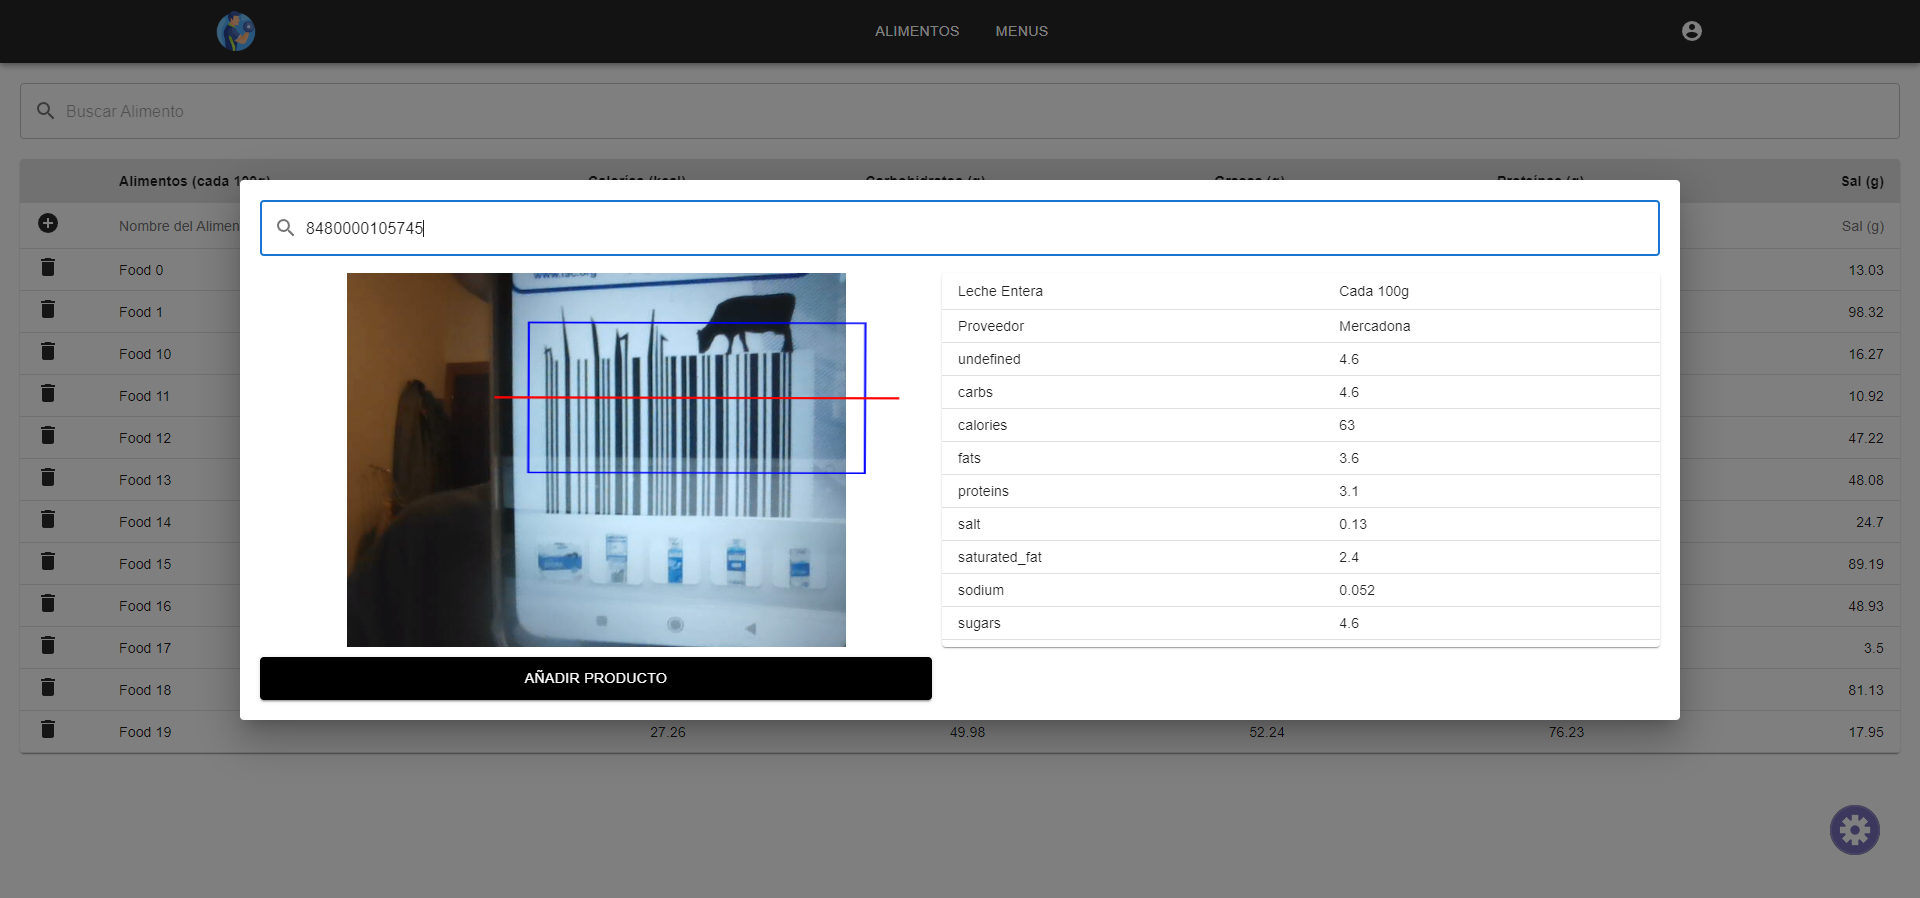 ALIMENTOS MENUS
Buscar Alimento
Alimentos (cada 100g) Calorías (kcal) Carbohidratos (g) Grasas (g) Proteínas (g) Sal (g)
Nombre del Alimen Sal (g)
8480000105745
Leche Entera Cada 100g
Proveedor Mercadona
undefined 4.6
carbs 4.6
calories 63
fats 3.6
proteins 3.1
salt 0.13
saturated_fat 2.4
sodium 0.052
sugars 4.6
AÑADIR PRODUCTO
Food 0 13.03
Food 1 98.32
Food 10 16.27
Food 11 10.92
Food 12 47.22
Food 13 48.08
Food 14 24.7
Food 15 89.19
Food 16 48.93
Food 17 3.5
Food 18 81.13
Food 19 27.26 49.98 52.24 76.23 17.95